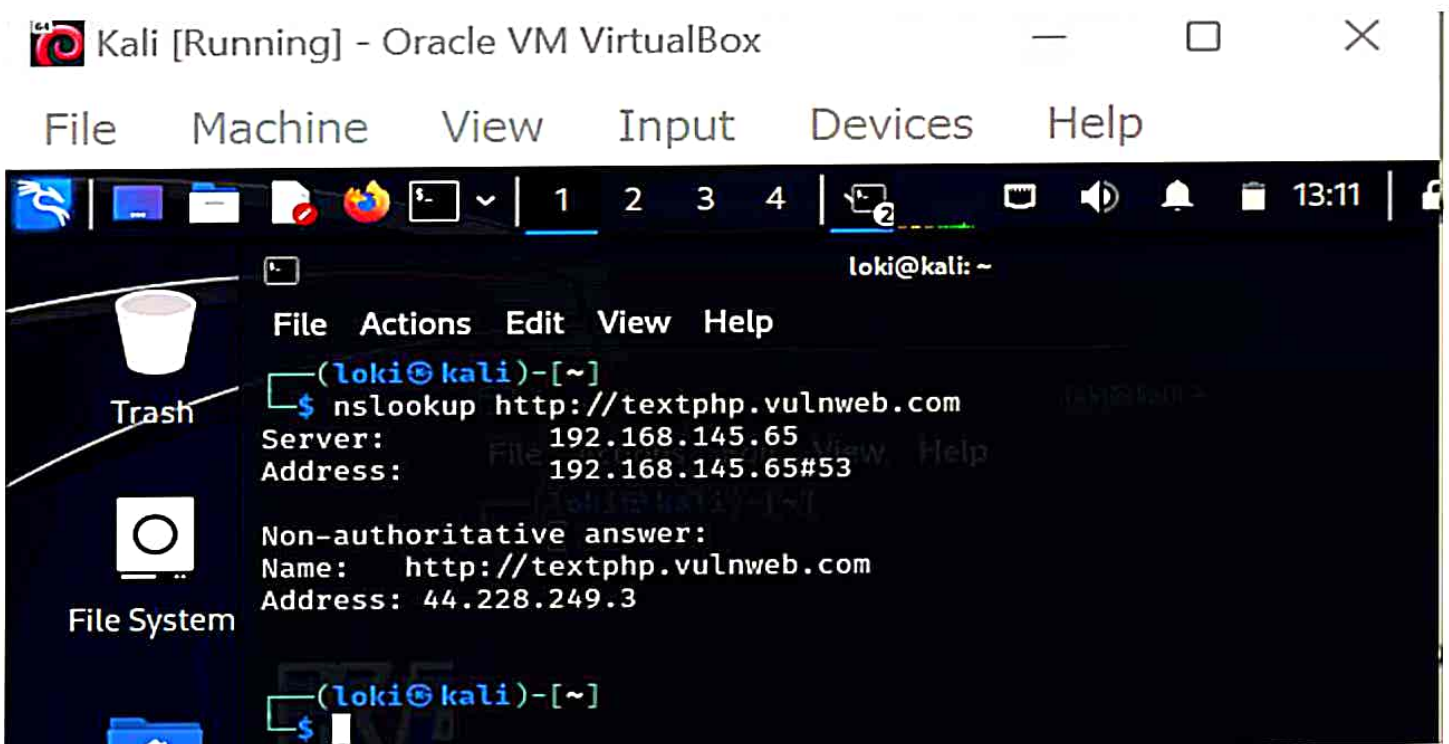 64
Kali [Running] - Oracle VM VirtualBox
File Machine View Input Devices Help
1 2 3 4 2 13:11
loki@kali: ~
File Actions Edit View Help
(loki㉿kali)-[~]
$ nslookup http://textphp.vulnweb.com
Server: 192.168.145.65
Address: 192.168.145.65#53
Non-authoritative answer:
Name: http://textphp.vulnweb.com
Address: 44.228.249.3
(loki㉿kali)-[~]
$
Trash
File System